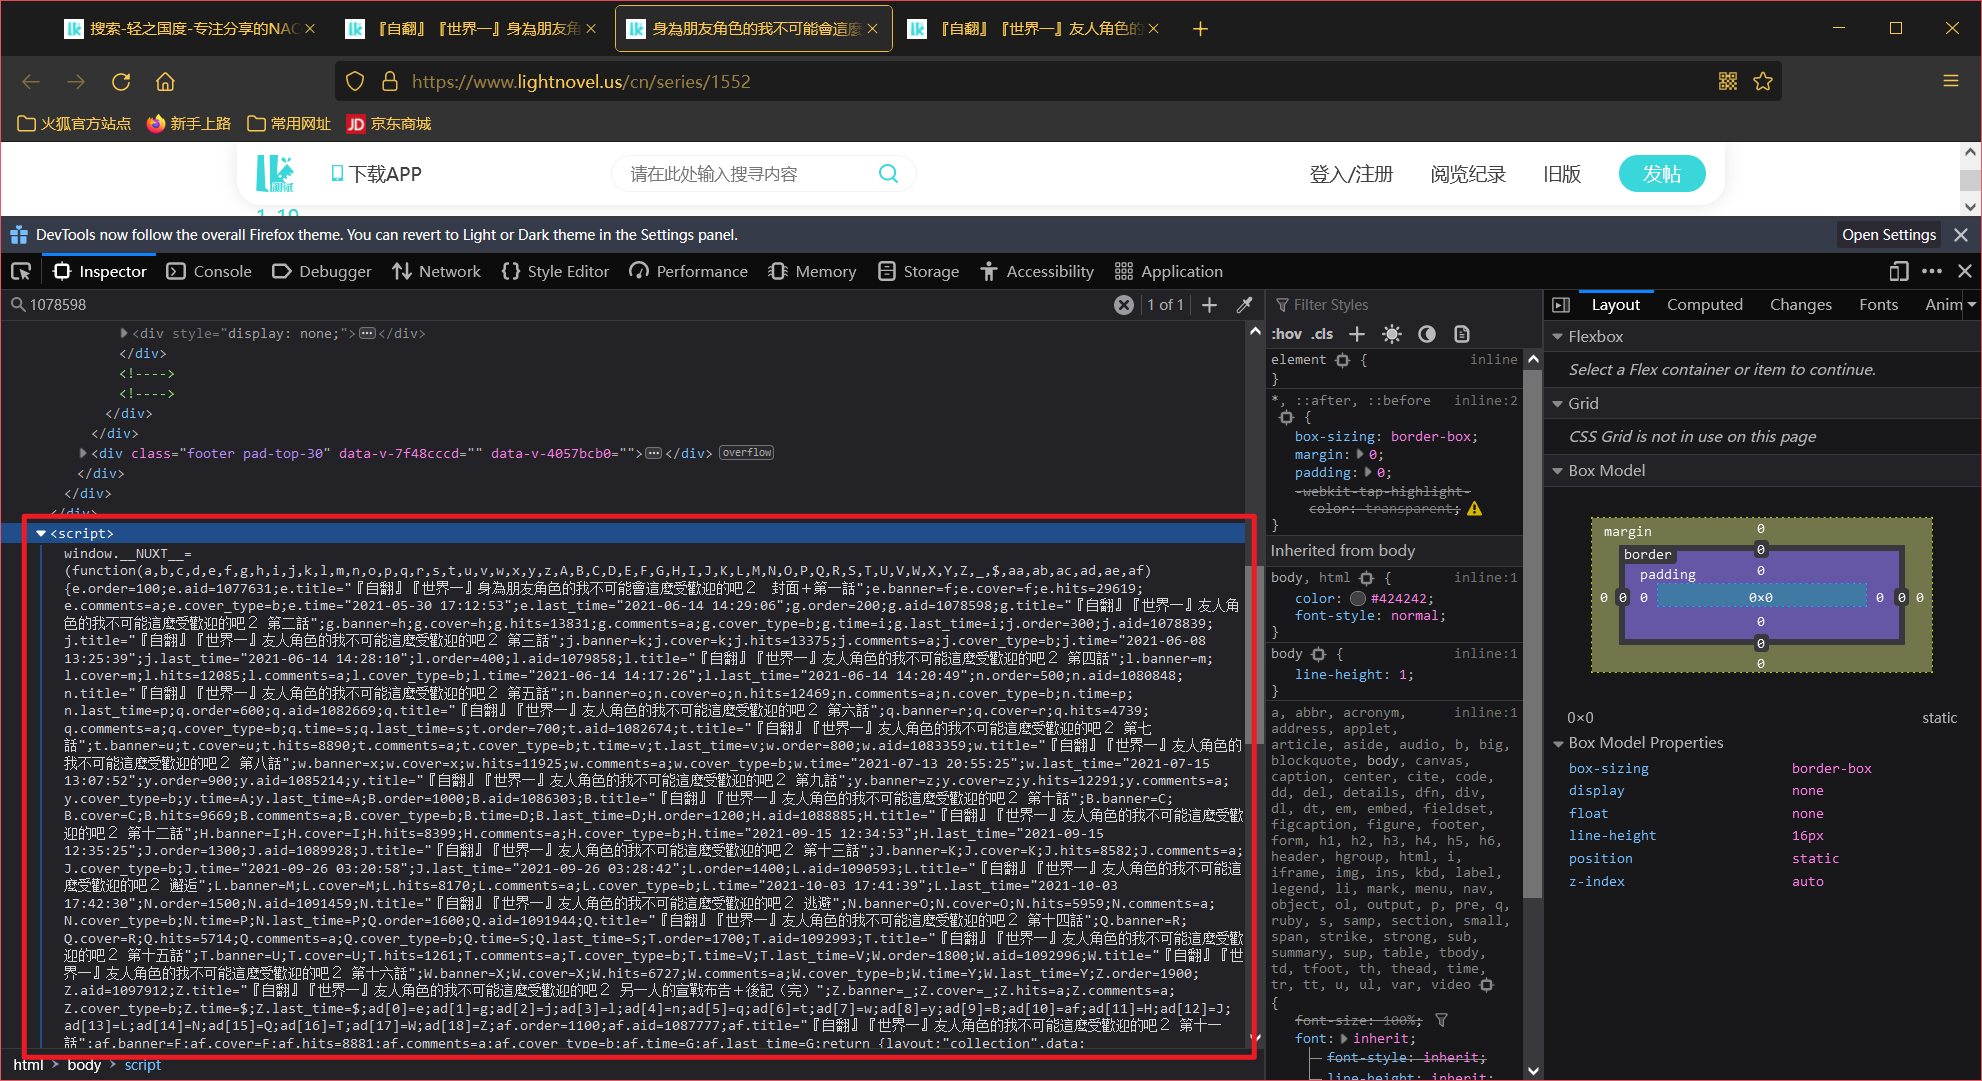 搜索-轻之国度-专注分享的NAC
『自翻』『世界一』身為朋友角
身為朋友角色的我不可能會這麼
『自翻』『世界一』友人角色的
https://www.lightnovel.us/cn/series/1552
火狐官方站点 新手上路 常用网址 JD 京东商城
下载APP 请在此处输入搜寻内容 登入/注册 阅览纪录 旧版 发帖
DevTools now follow the overall Firefox theme. You can revert to Light or Dark theme in the Settings panel. Open Settings
Inspector Console Debugger Network Style Editor Performance Memory Storage Accessibility Application
1078598 1 of 1
<div style="display: none;"></div>
</div>
<!---->
<!---->
</div>
</div>
<div class="footer pad-top-30" data-v-7f48cccd="" data-v-4057bcb0=""></div> overflow
</div>
</div>
</div>
<script>
window.__NUXT__=
(function(a,b,c,d,e,f,g,h,i,j,k,l,m,n,o,p,q,r,s,t,u,v,w,x,y,z,A,B,C,D,E,F,G,H,I,J,K,L,M,N,O,P,Q,R,S,T,U,V,W,X,Y,Z,_,$,aa,ab,ac,ad,ae,af)
{e.order=100;e.aid=1077631;e.title="『自翻』『世界一』身為朋友角色的我不可能會這麼受歡迎的吧２　封面＋第一話";e.banner=f;e.cover=f;e.hits=29619;
e.comments=a;e.cover_type=b;e.time="2021-05-30 17:12:53";e.last_time="2021-06-14 14:29:06";g.order=200;g.aid=1078598;g.title="『自翻』『世界一』友人角
色的我不可能這麼受歡迎的吧２ 第二話";g.banner=h;g.cover=h;g.hits=13831;g.comments=a;g.cover_type=b;g.time=i;g.last_time=i;j.order=300;j.aid=1078839;
j.title="『自翻』『世界一』友人角色的我不可能這麼受歡迎的吧２ 第三話";j.banner=k;j.cover=k;j.hits=13375;j.comments=a;j.cover_type=b;j.time="2021-06-08
13:25:39";j.last_time="2021-06-14 14:28:10";l.order=400;l.aid=1079858;l.title="『自翻』『世界一』友人角色的我不可能這麼受歡迎的吧２ 第四話";l.banner=m;
l.cover=m;l.hits=12085;l.comments=a;l.cover_type=b;l.time="2021-06-14 14:17:26";l.last_time="2021-06-14 14:20:49";n.order=500;n.aid=1080848;
n.title="『自翻』『世界一』友人角色的我不可能這麼受歡迎的吧２ 第五話";n.banner=o;n.cover=o;n.hits=12469;n.comments=a;n.cover_type=b;n.time=p;
n.last_time=p;q.order=600;q.aid=1082669;q.title="『自翻』『世界一』友人角色的我不可能這麼受歡迎的吧２ 第六話";q.banner=r;q.cover=r;q.hits=4739;
q.comments=a;q.cover_type=b;q.time=s;q.last_time=s;t.order=700;t.aid=1082674;t.title="『自翻』『世界一』友人角色的我不可能這麼受歡迎的吧２ 第七
話";t.banner=u;t.cover=u;t.hits=8890;t.comments=a;t.cover_type=b;t.time=v;t.last_time=v;w.order=800;w.aid=1083359;w.title="『自翻』『世界一』友人角色的
我不可能這麼受歡迎的吧２ 第八話";w.banner=x;w.cover=x;w.hits=11925;w.comments=a;w.cover_type=b;w.time="2021-07-13 20:55:25";w.last_time="2021-07-15
13:07:52";y.order=900;y.aid=1085214;y.title="『自翻』『世界一』友人角色的我不可能這麼受歡迎的吧２ 第九話";y.banner=z;y.cover=z;y.hits=12291;y.comments=a;
y.cover_type=b;y.time=A;y.last_time=A;B.order=1000;B.aid=1086303;B.title="『自翻』『世界一』友人角色的我不可能這麼受歡迎的吧２ 第十話";B.banner=C;
B.cover=C;B.hits=9669;B.comments=a;B.cover_type=b;B.time=D;B.last_time=D;H.order=1200;H.aid=1088885;H.title="『自翻』『世界一』友人角色的我不可能這麼受歡
迎的吧２ 第十二話";H.banner=I;H.cover=I;H.hits=8399;H.comments=a;H.cover_type=b;H.time="2021-09-15 12:34:53";H.last_time="2021-09-15
12:35:25";J.order=1300;J.aid=1089928;J.title="『自翻』『世界一』友人角色的我不可能這麼受歡迎的吧２ 第十三話";J.banner=K;J.cover=K;J.hits=8582;J.comments=a;
J.cover_type=b;J.time="2021-09-26 03:20:58";J.last_time="2021-09-26 03:28:42";L.order=1400;L.aid=1090593;L.title="『自翻』『世界一』友人角色的我不可能這
麼受歡迎的吧２ 邂逅";L.banner=M;L.cover=M;L.hits=8170;L.comments=a;L.cover_type=b;L.time="2021-10-03 17:41:39";L.last_time="2021-10-03
17:42:30";N.order=1500;N.aid=1091459;N.title="『自翻』『世界一』友人角色的我不可能這麼受歡迎的吧２ 逃避";N.banner=O;N.cover=O;N.hits=5959;N.comments=a;
N.cover_type=b;N.time=P;N.last_time=P;Q.order=1600;Q.aid=1091944;Q.title="『自翻』『世界一』友人角色的我不可能這麼受歡迎的吧２ 第十四話";Q.banner=R;
Q.cover=R;Q.hits=5714;Q.comments=a;Q.cover_type=b;Q.time=S;Q.last_time=S;T.order=1700;T.aid=1092993;T.title="『自翻』『世界一』友人角色的我不可能這麼受歡
迎的吧２ 第十五話";T.banner=U;T.cover=U;T.hits=1261;T.comments=a;T.cover_type=b;T.time=V;T.last_time=V;W.order=1800;W.aid=1092996;W.title="『自翻』『世
界一』友人角色的我不可能這麼受歡迎的吧２ 第十六話";W.banner=X;W.cover=X;W.hits=6727;W.comments=a;W.cover_type=b;W.time=Y;W.last_time=Y;Z.order=1900;
Z.aid=1097912;Z.title="『自翻』『世界一』友人角色的我不可能這麼受歡迎的吧２ 另一人的宣戰布告＋後記（完）";Z.banner=_;Z.cover=_;Z.hits=a;Z.comments=a;
Z.cover_type=b;Z.time=$;Z.last_time=$;ad[0]=e;ad[1]=g;ad[2]=j;ad[3]=l;ad[4]=n;ad[5]=q;ad[6]=t;ad[7]=w;ad[8]=y;ad[9]=B;ad[10]=af;ad[11]=H;ad[12]=J;
ad[13]=L;ad[14]=N;ad[15]=Q;ad[16]=T;ad[17]=W;ad[18]=Z;af.order=1100;af.aid=1087777;af.title="『自翻』『世界一』友人角色的我不可能這麼受歡迎的吧２ 第十一
話";af.banner=F;af.cover=F;af.hits=8881;af.comments=a;af.cover_type=b;af.time=G;af.last_time=G;return {layout:"collection",data:
html > body > script
Filter Styles
:hov .cls
element { inline
}
*, ::after, ::before inline:2
{
box-sizing: border-box;
margin: 0;
padding: 0;
-webkit-tap-highlight-
color: transparent;
}
Inherited from body
body, html { inline:1
color: #424242;
font-style: normal;
}
body { inline:1
line-height: 1;
}
a, abbr, acronym, inline:1
address, applet,
article, aside, audio, b, big,
blockquote, body, canvas,
caption, center, cite, code,
dd, del, details, dfn, div,
dl, dt, em, embed, fieldset,
figcaption, figure, footer,
form, h1, h2, h3, h4, h5, h6,
header, hgroup, html, i,
iframe, img, ins, kbd, label,
legend, li, mark, menu, nav,
object, ol, output, p, pre, q,
ruby, s, samp, section, small,
span, strike, strong, sub,
summary, sup, table, tbody,
td, tfoot, th, thead, time,
tr, tt, u, ul, var, video
{
font-size: 100%;
font: inherit;
font-style: inherit;
line-height: inherit;
Layout Computed Changes Fonts Anim
Flexbox
Select a Flex container or item to continue.
Grid
CSS Grid is not in use on this page
Box Model
margin 0
border 0
padding 0
0 0 0 0×0 0 0 0
0
0
0
0×0 static
Box Model Properties
box-sizing border-box
display none
float none
line-height 16px
position static
z-index auto